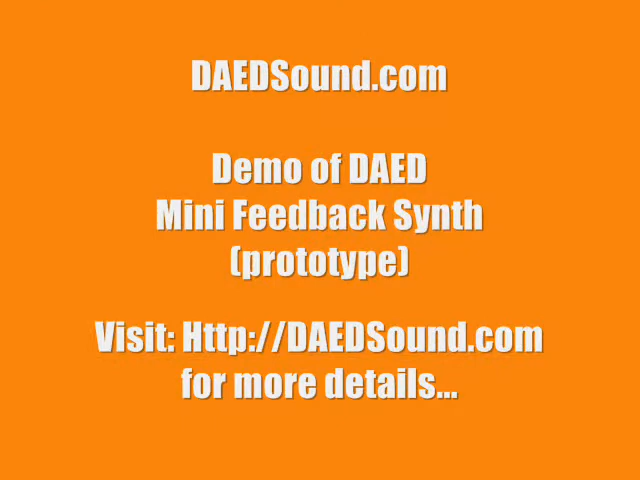 DAEDSound.com
Demo of DAED
Mini Feedback Synth
(prototype)
Visit: Http://DAEDSound.com
for more details...